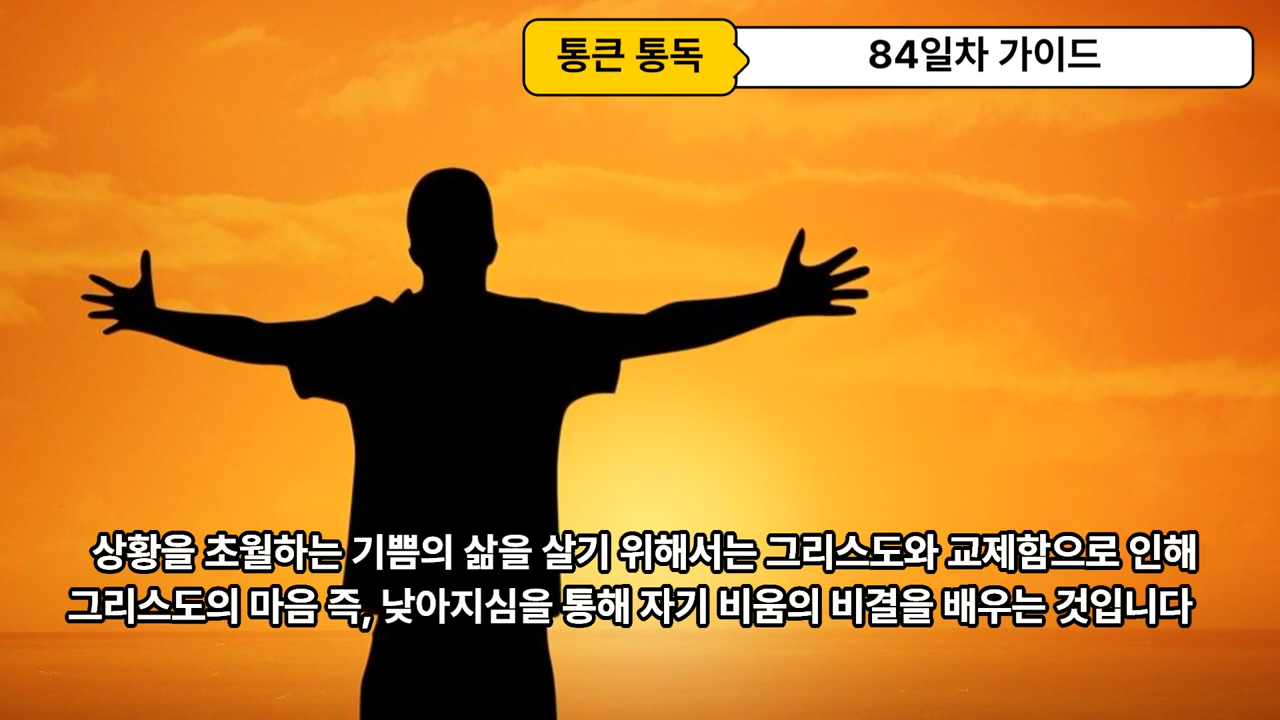 통큰 통독
84일차 가이드
상황을 초월하는 기쁨의 삶을 살기 위해서는 그리스도와 교제함으로 인해
그리스도의 마음 즉, 낮아지심을 통해 자기 비움의 비결을 배우는 것입니다